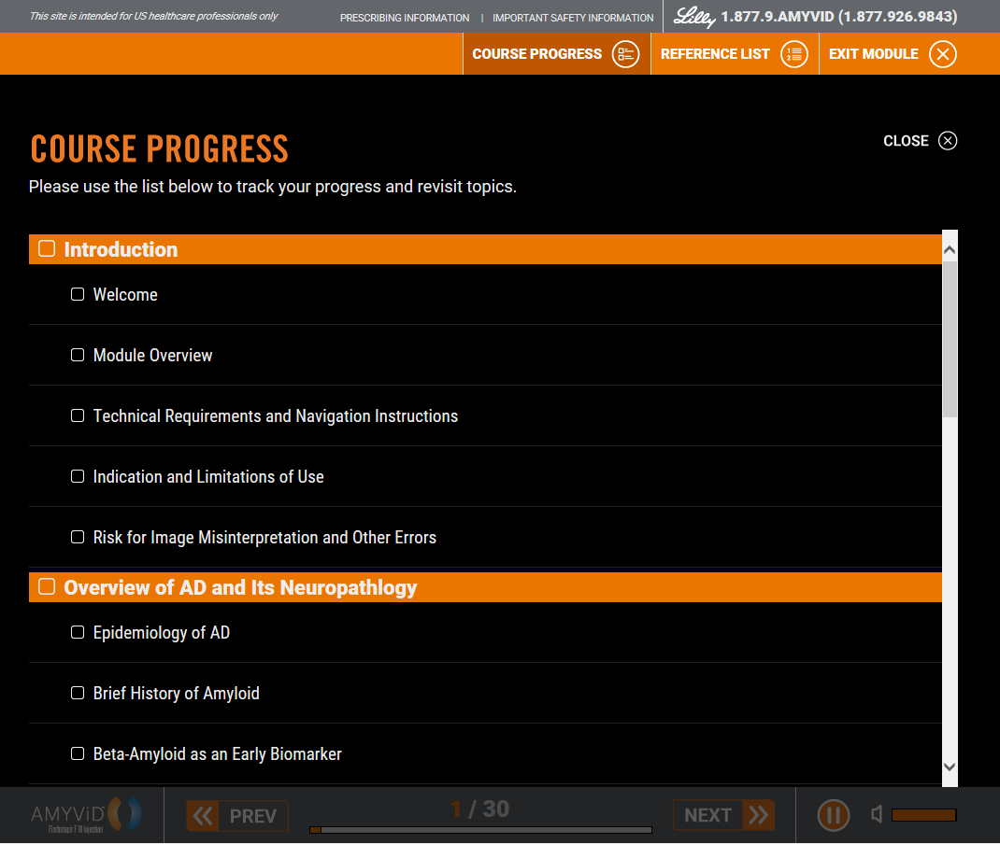 This site is intended for US healthcare professionals only
PRESCRIBING INFORMATION | IMPORTANT SAFETY INFORMATION
Lilly 1.877.9.AMYVID (1.877.926.9843)
COURSE PROGRESS
REFERENCE LIST
EXIT MODULE
COURSE PROGRESS
CLOSE
Please use the list below to track your progress and revisit topics.
Introduction
Welcome
Module Overview
Technical Requirements and Navigation Instructions
Indication and Limitations of Use
Risk for Image Misinterpretation and Other Errors
Overview of AD and Its Neuropathlogy
Epidemiology of AD
Brief History of Amyloid
Beta-Amyloid as an Early Biomarker
AMYViD
Florbetapir F 18 Injection
PREV
1 / 30
NEXT